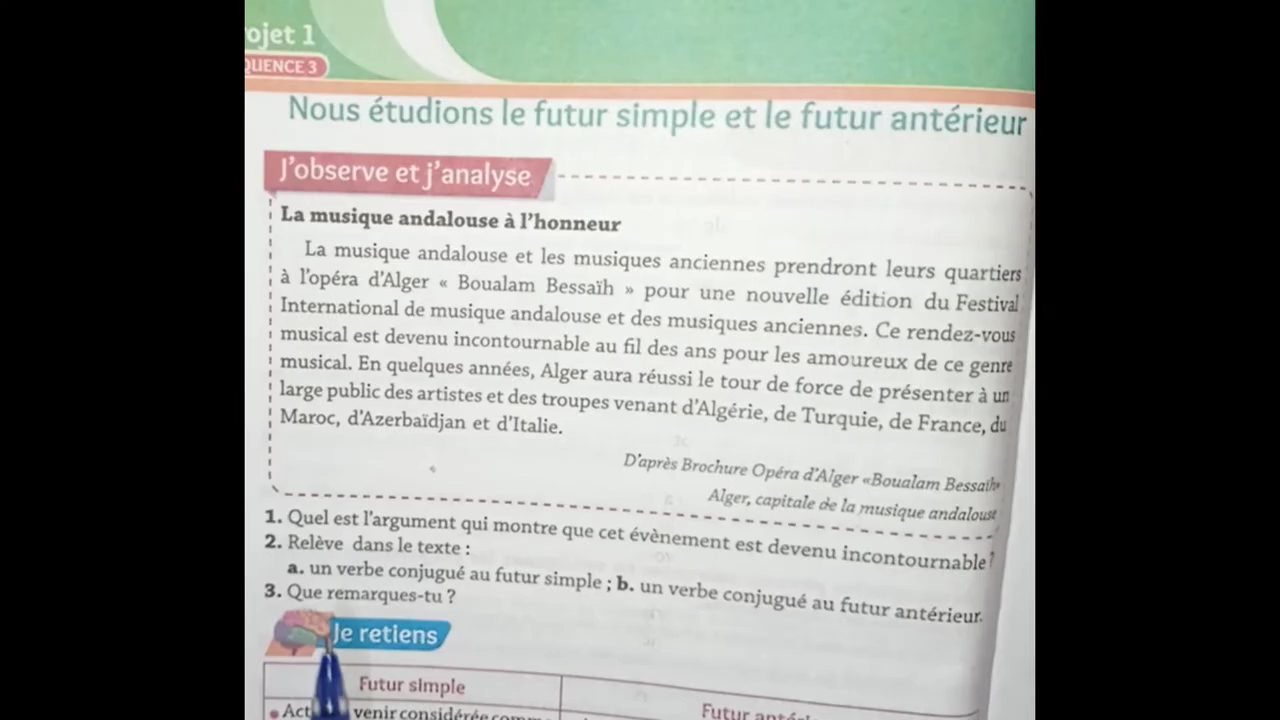 ojet 1
QUENCE 3
Nous étudions le futur simple et le futur antérieur
J'observe et j'analyse
La musique andalouse à l'honneur
La musique andalouse et les musiques anciennes prendront leurs quartiers
à l'opéra d'Alger « Boualam Bessaïh » pour une nouvelle édition du Festival
International de musique andalouse et des musiques anciennes. Ce rendez-vous
musical est devenu incontournable au fil des ans pour les amoureux de ce genre
musical. En quelques années, Alger aura réussi le tour de force de présenter à un
large public des artistes et des troupes venant d'Algérie, de Turquie, de France, du
Maroc, d'Azerbaïdjan et d'Italie.
D'après Brochure Opéra d'Alger «Boualam Bessaïh»
Alger, capitale de la musique andalouse
1. Quel est l'argument qui montre que cet évènement est devenu incontournable ?
2. Relève dans le texte :
a. un verbe conjugué au futur simple ; b. un verbe conjugué au futur antérieur.
3. Que remarques-tu ?
Je retiens
Futur simple
Futur
venir considérée